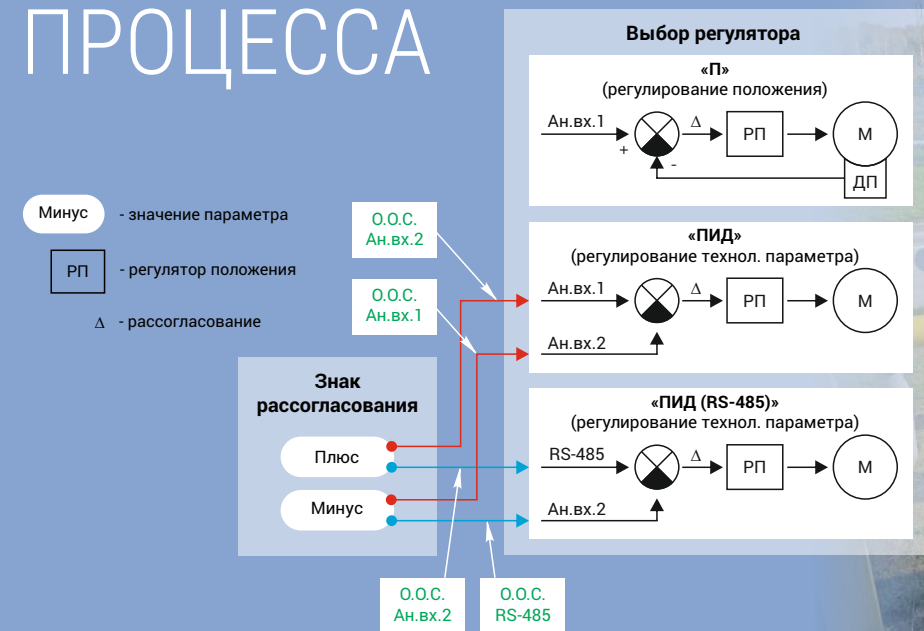 ПРОЦЕССА
Выбор регулятора
«П»
(регулирование положения)
Ан.вх.1
+
-
Δ
РП
М
ДП
Минус
- значение параметра
РП
- регулятор положения
Δ
- рассогласование
О.О.С.
Ан.вх.2
О.О.С.
Ан.вх.1
«ПИД»
(регулирование технол. параметра)
Ан.вх.1
Δ
РП
М
Ан.вх.2
Знак
рассогласования
Плюс
Минус
«ПИД (RS-485)»
(регулирование технол. параметра)
RS-485
Δ
РП
М
Ан.вх.2
О.О.С.
Ан.вх.2
О.О.С.
RS-485